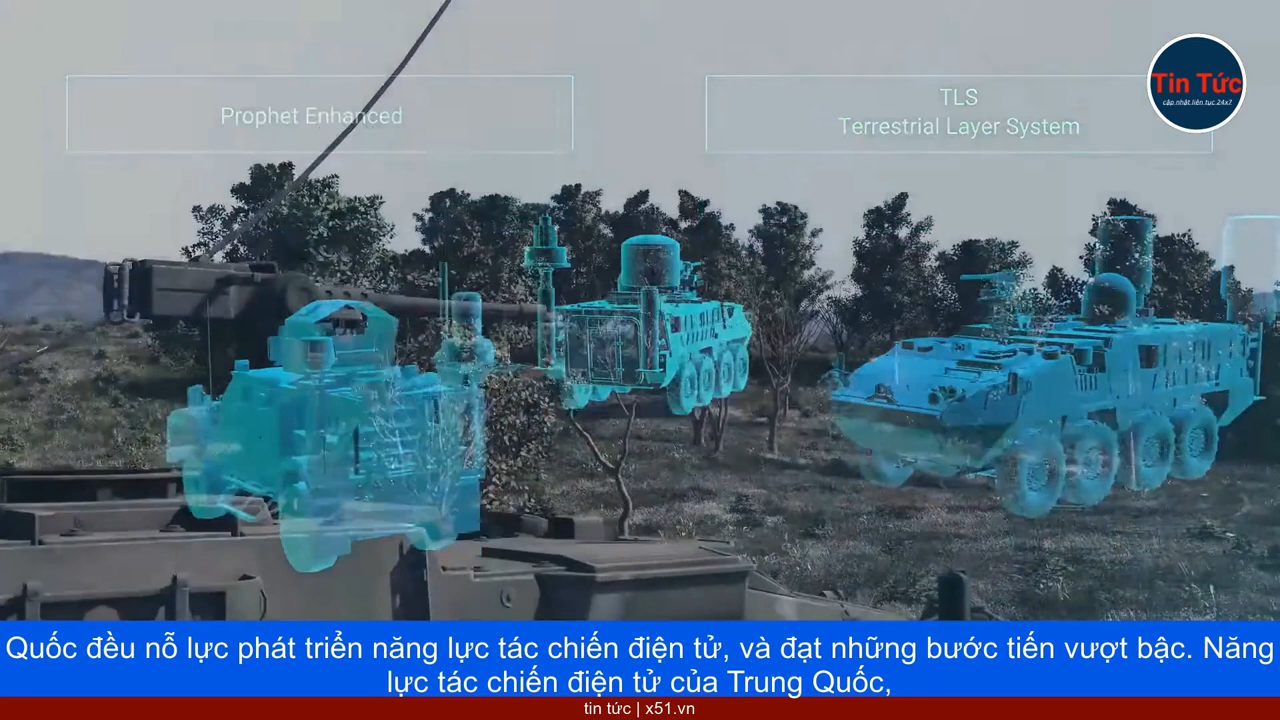 Prophet Enhanced
TLS
Terrestrial Layer System
Tin Tức
cập nhật liên tục 24x7
Quốc đều nỗ lực phát triển năng lực tác chiến điện tử, và đạt những bước tiến vượt bậc. Năng
lực tác chiến điện tử của Trung Quốc,
tin tức | x51.vn